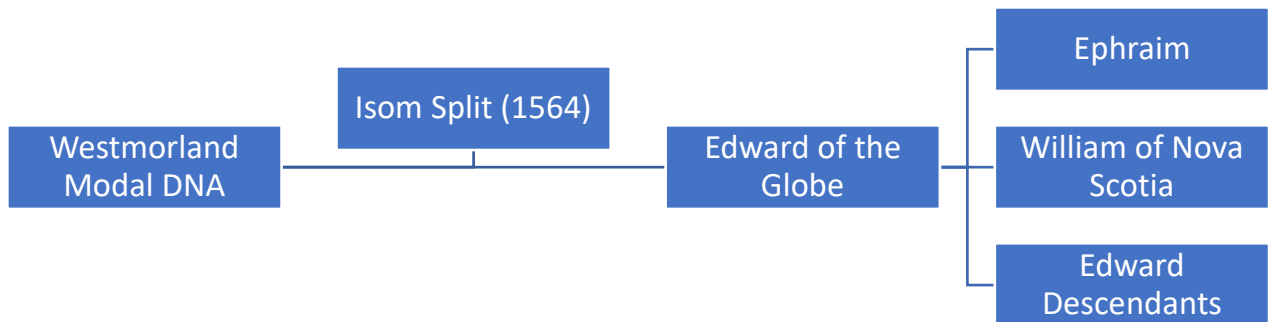 Westmorland
Modal DNA
Isom Split (1564)
Edward of the
Globe
Ephraim
William of Nova
Scotia
Edward
Descendants